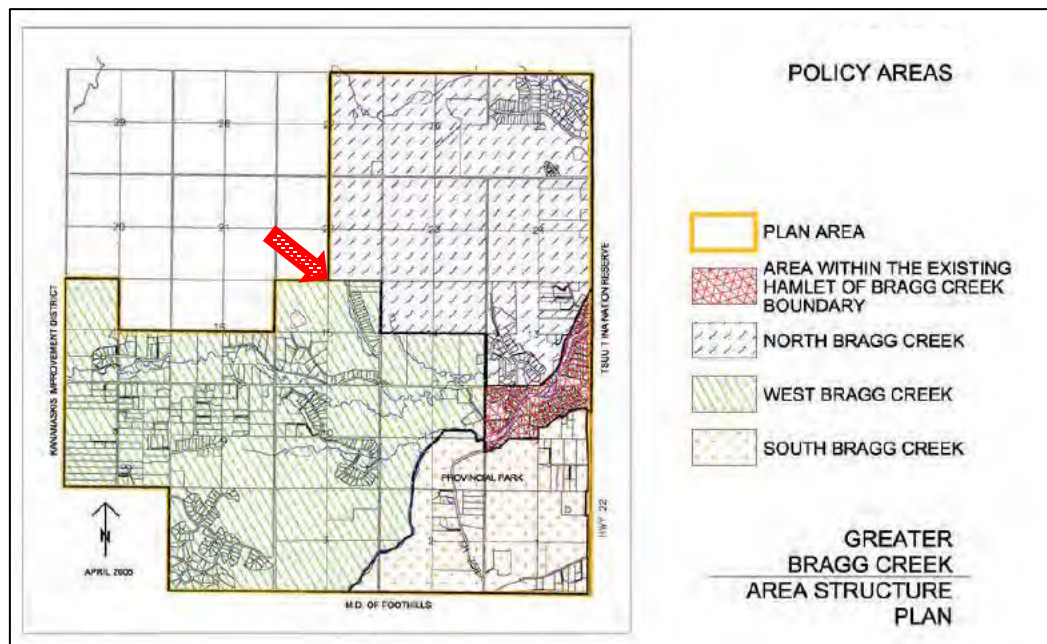 POLICY AREAS
PLAN AREA
AREA WITHIN THE EXISTING
HAMLET OF BRAGG CREEK
BOUNDARY
NORTH BRAGG CREEK
WEST BRAGG CREEK
SOUTH BRAGG CREEK
GREATER
BRAGG CREEK
AREA STRUCTURE
PLAN
KANANASKIS IMPROVEMENT DISTRICT
TSUU T INA NATION RESERVE
PROVINCIAL PARK
HWY 22
N
APRIL 2005
M.D. OF FOOTHILLS